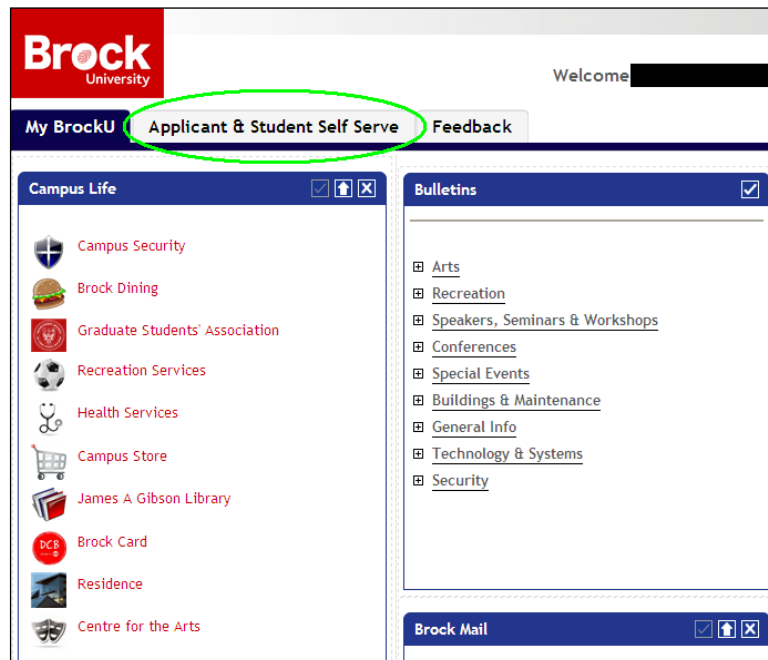 Brock
University
Welcome
My BrockU
Applicant & Student Self Serve
Feedback
Campus Life
Campus Security
Brock Dining
Graduate Students' Association
Recreation Services
Health Services
Campus Store
James A Gibson Library
DCB
Brock Card
Residence
Centre for the Arts
Bulletins
Arts
Recreation
Speakers, Seminars & Workshops
Conferences
Special Events
Buildings & Maintenance
General Info
Technology & Systems
Security
Brock Mail